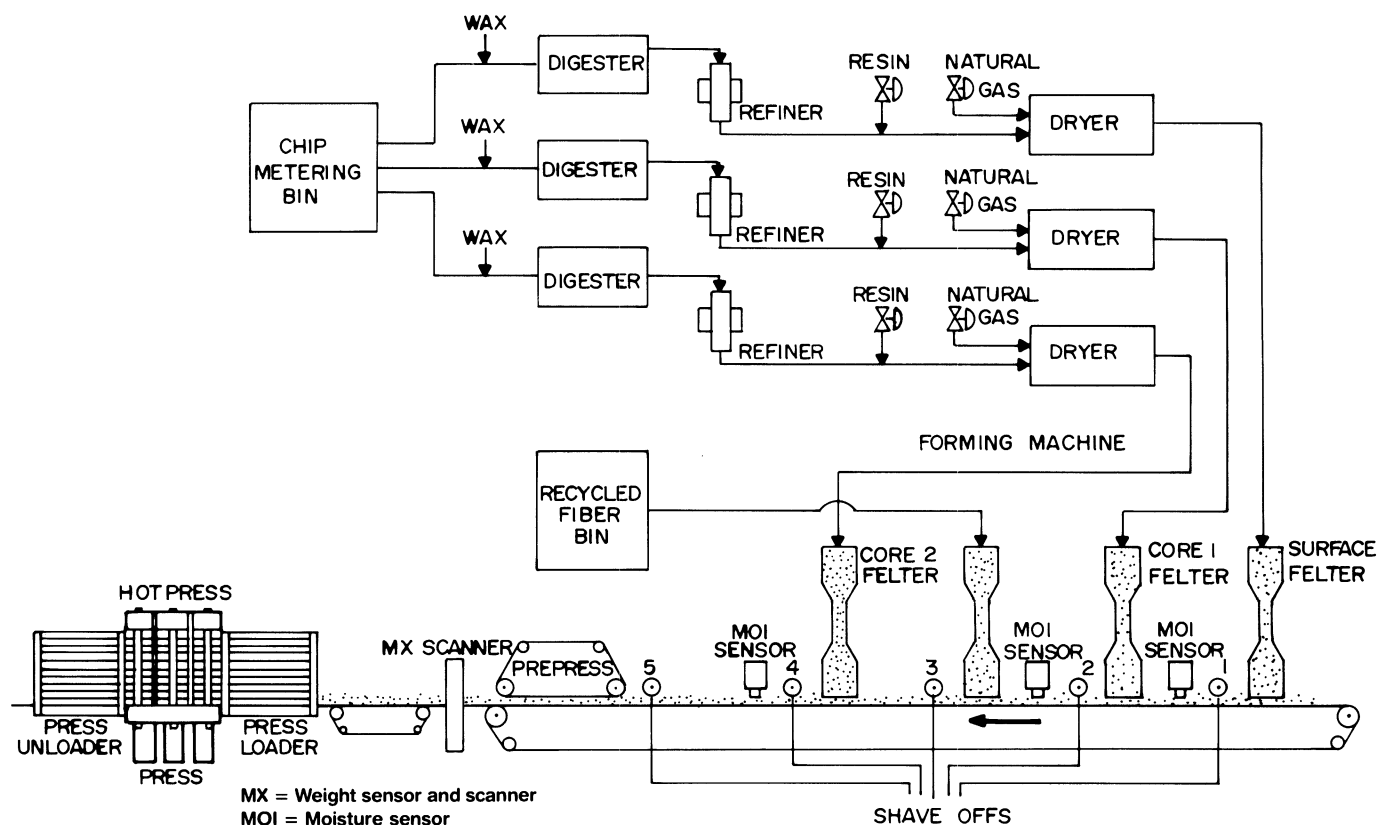 WAX
DIGESTER
REFINER
RESIN
NATURAL
GAS
DRYER
CHIP
METERING
BIN
WAX
DIGESTER
REFINER
RESIN
NATURAL
GAS
DRYER
WAX
DIGESTER
REFINER
RESIN
NATURAL
GAS
DRYER
FORMING MACHINE
RECYCLED
FIBER
BIN
CORE 2
FELTER
CORE 1
FELTER
SURFACE
FELTER
HOT PRESS
MX SCANNER
PREPRESS
5
MOI
SENSOR
4
3
MOI
SENSOR
2
MOI
SENSOR
1
PRESS
UNLOADER
PRESS
LOADER
PRESS
SHAVE OFFS
MX = Weight sensor and scanner
MOI = Moisture sensor